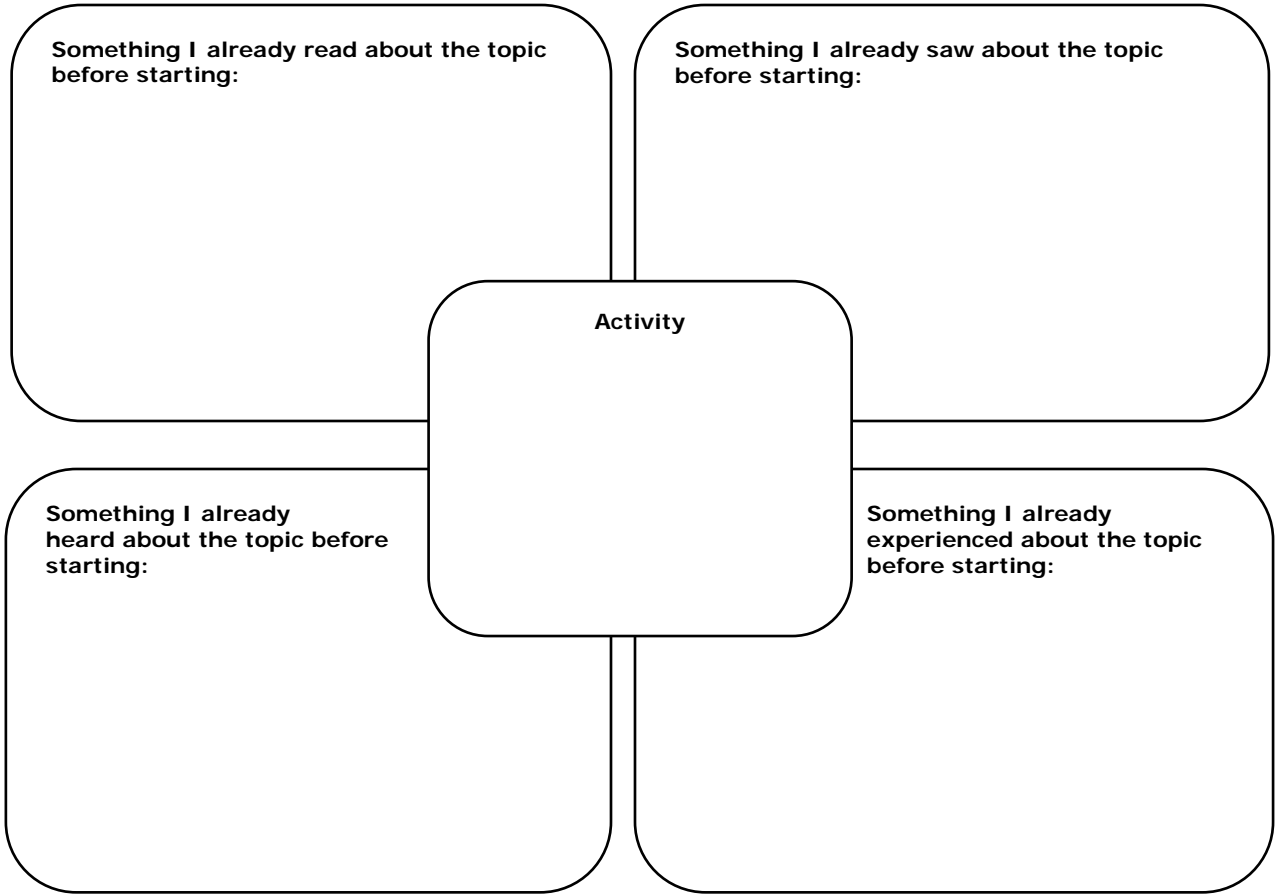 Something I already read about the topic
before starting:
Something I already saw about the topic
before starting:
Activity
Something I already
heard about the topic before
starting:
Something I already
experienced about the topic
before starting: